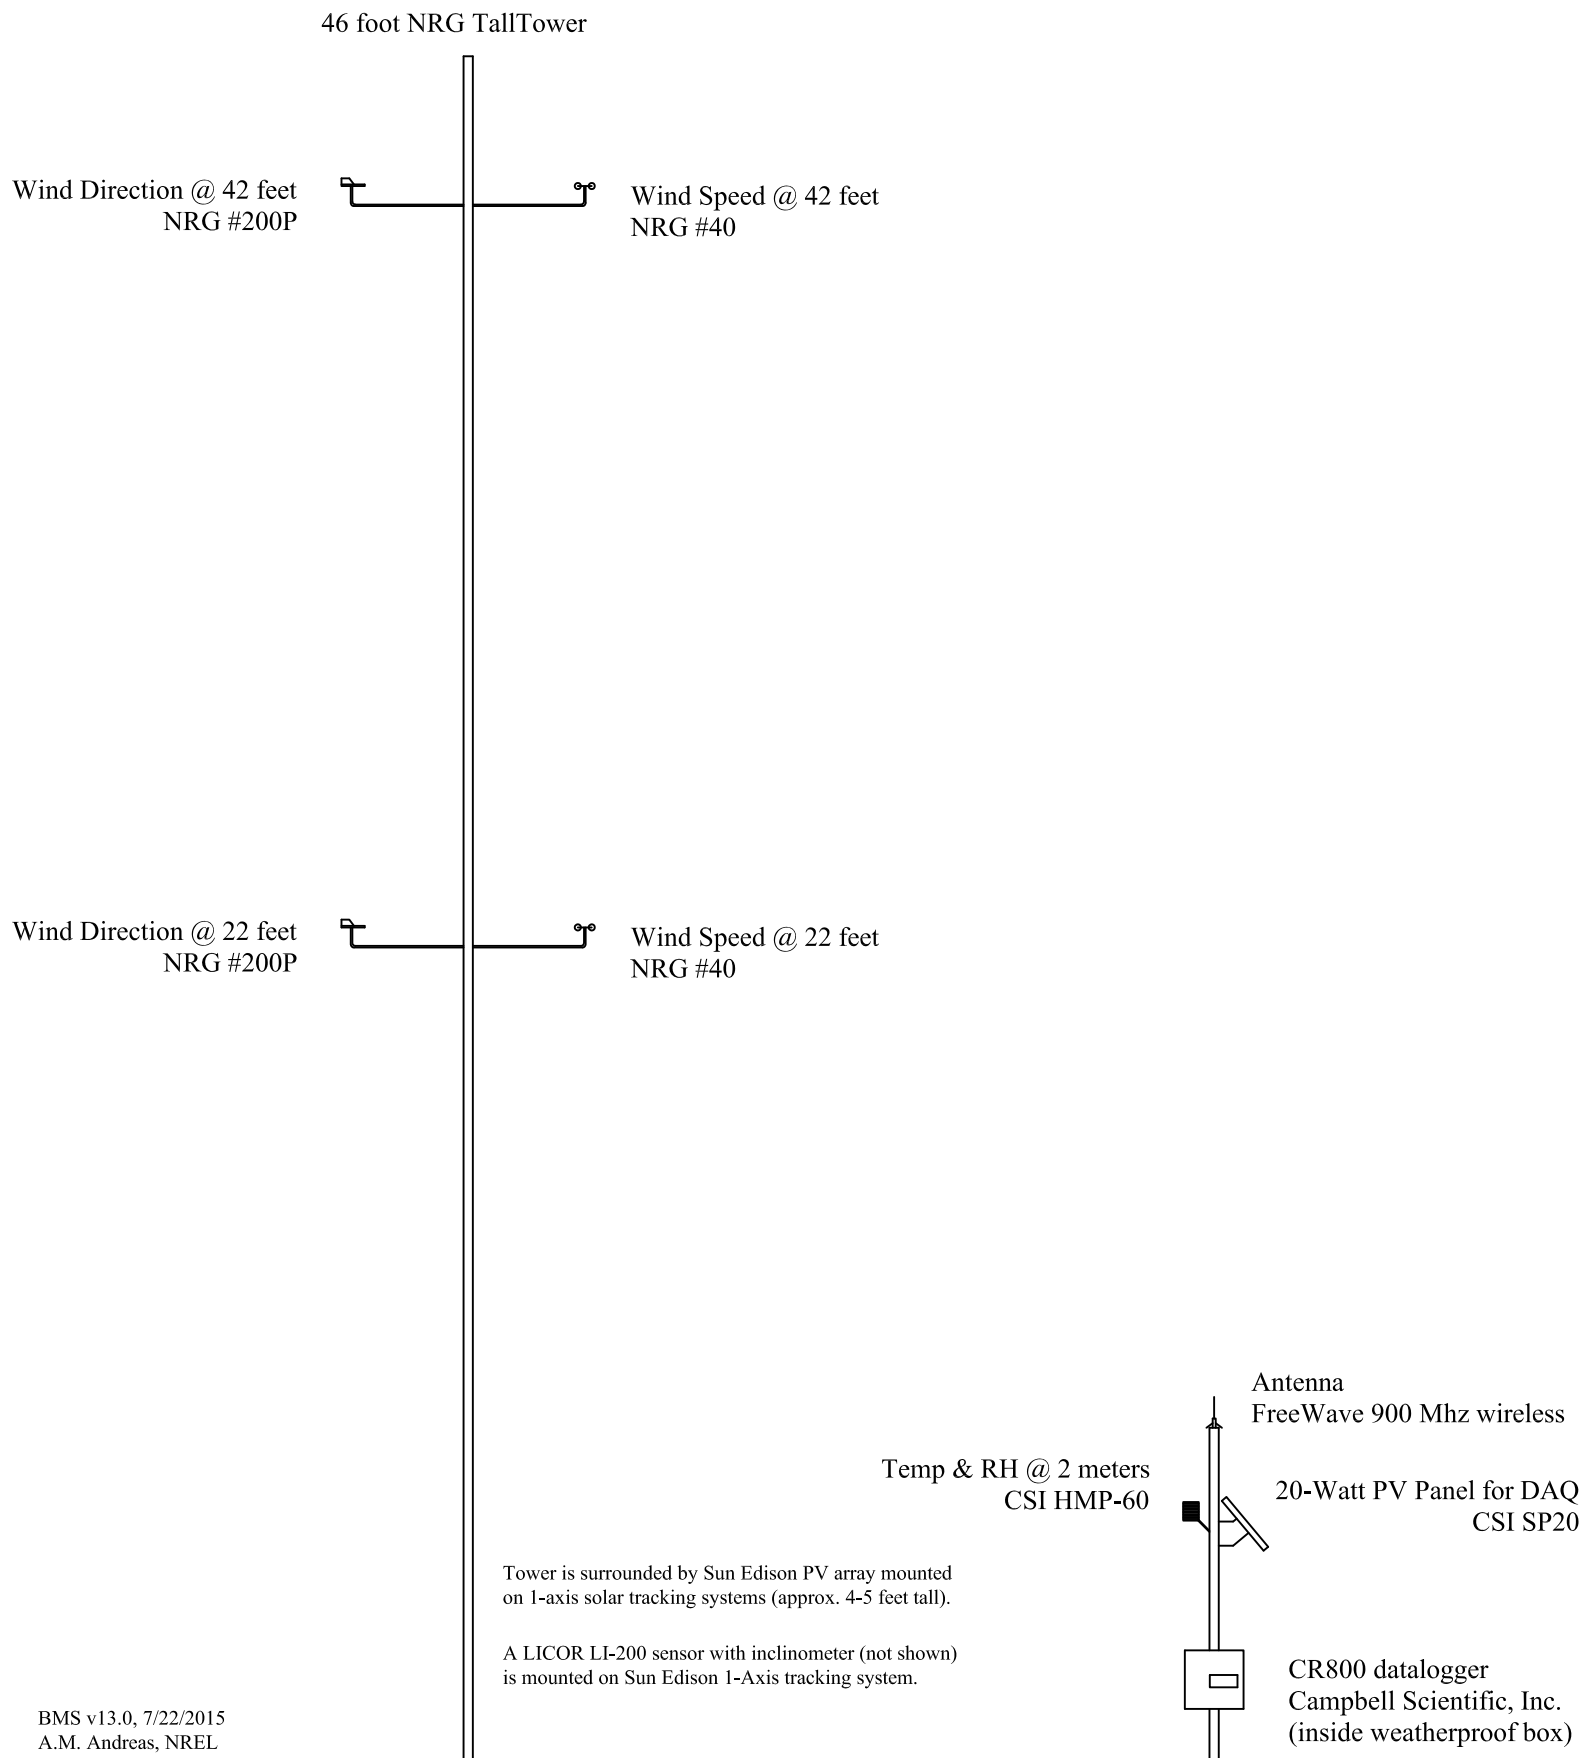 46 foot NRG TallTower
Wind Direction @ 42 feet
NRG #200P
Wind Speed @ 42 feet
NRG #40
Wind Direction @ 22 feet
NRG #200P
Wind Speed @ 22 feet
NRG #40
Antenna
FreeWave 900 Mhz wireless
Temp & RH @ 2 meters
CSI HMP-60
20-Watt PV Panel for DAQ
CSI SP20
Tower is surrounded by Sun Edison PV array mounted
on 1-axis solar tracking systems (approx. 4-5 feet tall).
A LICOR LI-200 sensor with inclinometer (not shown)
is mounted on Sun Edison 1-Axis tracking system.
CR800 datalogger
Campbell Scientific, Inc.
(inside weatherproof box)
BMS v13.0, 7/22/2015
A.M. Andreas, NREL